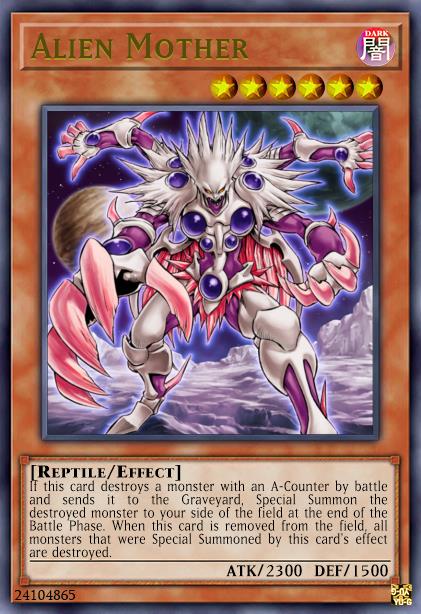 Alien Mother
DARK
闇
[Reptile/Effect]
If this card destroys a monster with an A-Counter by battle
and sends it to the Graveyard, Special Summon the
destroyed monster to your side of the field at the end of the
Battle Phase. When this card is removed from the field, all
monsters that were Special Summoned by this card's effect
are destroyed.
ATK/2300 DEF/1500
24104865